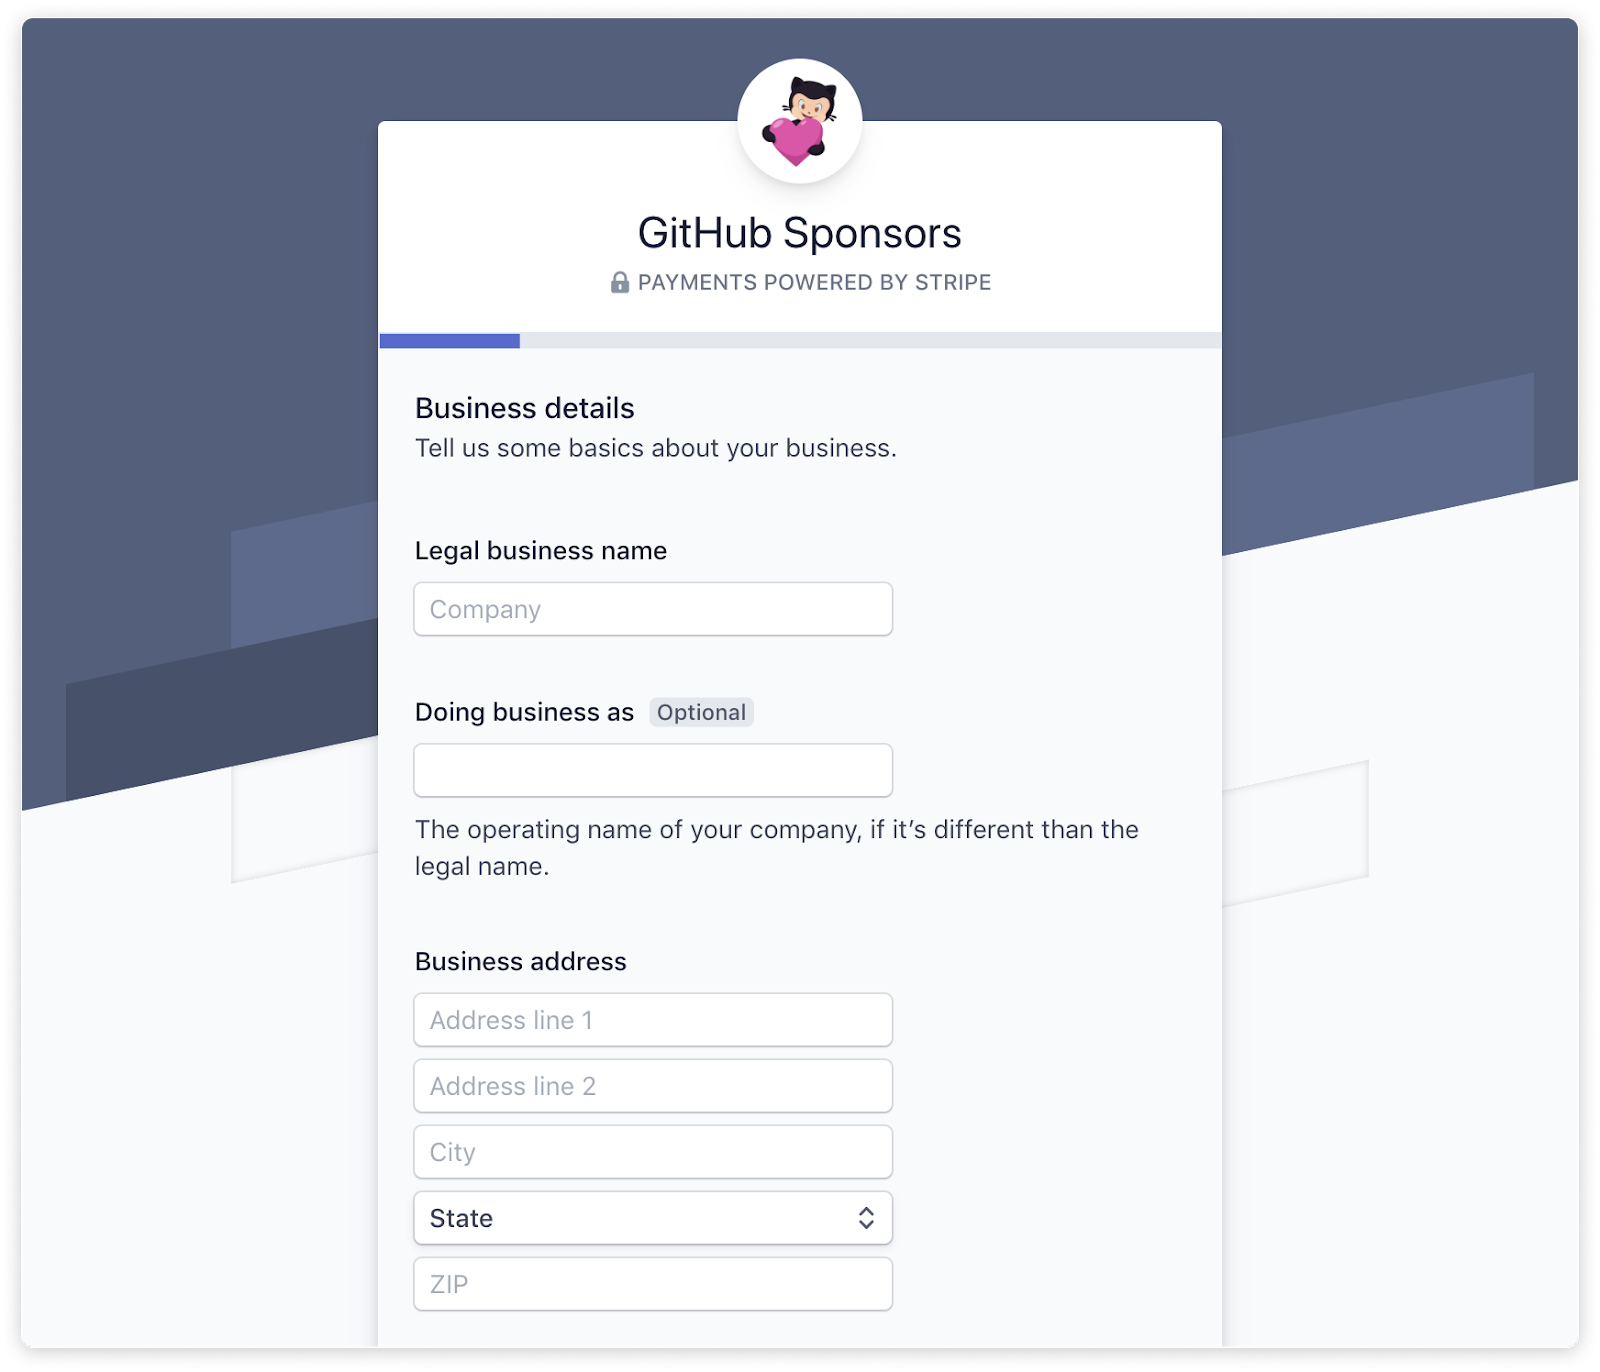 GitHub Sponsors
PAYMENTS POWERED BY STRIPE
Business details
Tell us some basics about your business.
Legal business name
Company
Doing business as Optional
The operating name of your company, if it’s different than the
legal name.
Business address
Address line 1
Address line 2
City
State
ZIP